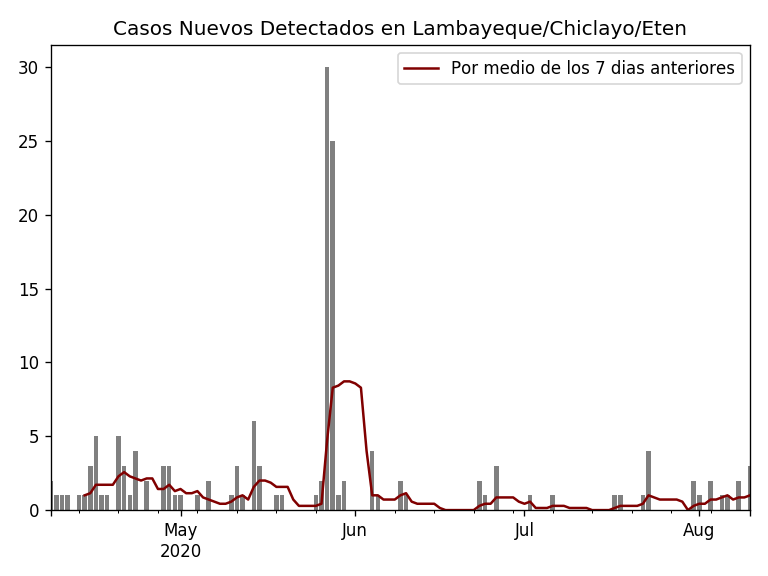 Casos Nuevos Detectados en Lambayeque/Chiclayo/Eten
Por medio de los 7 dias anteriores
30
25
20
15
10
5
0
May Jun Jul Aug
2020